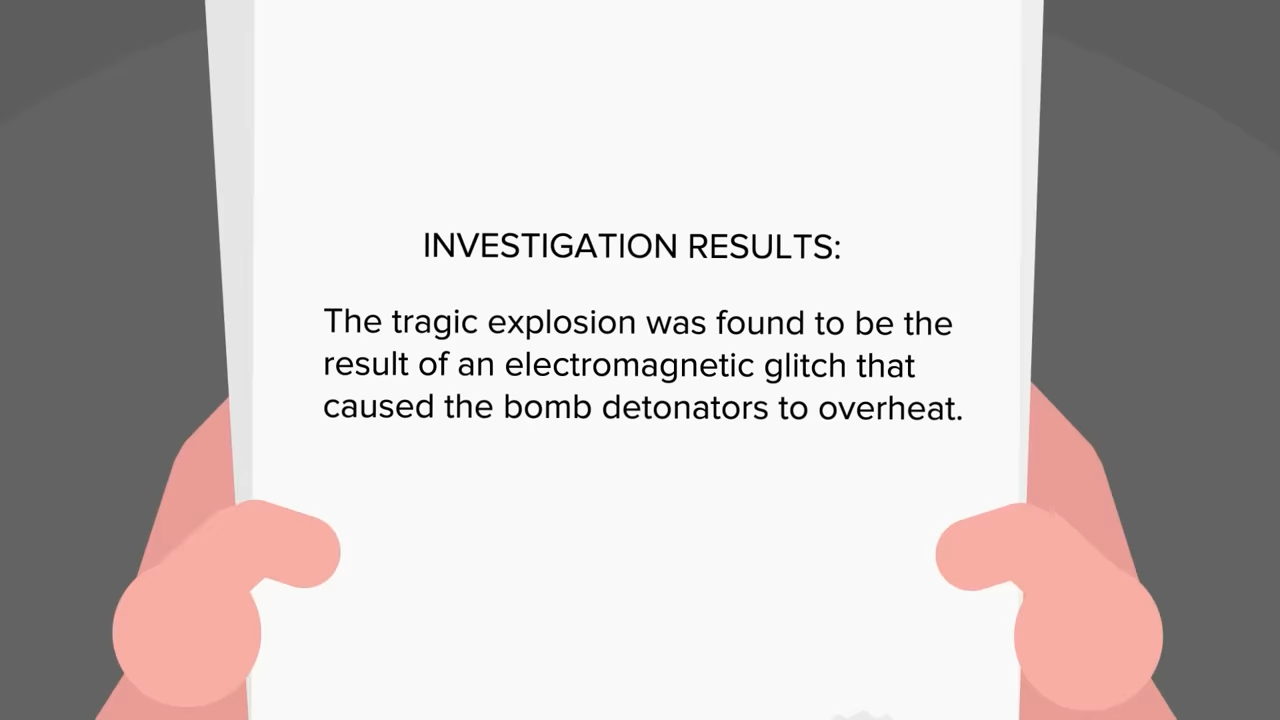 INVESTIGATION RESULTS:
The tragic explosion was found to be the
result of an electromagnetic glitch that
caused the bomb detonators to overheat.